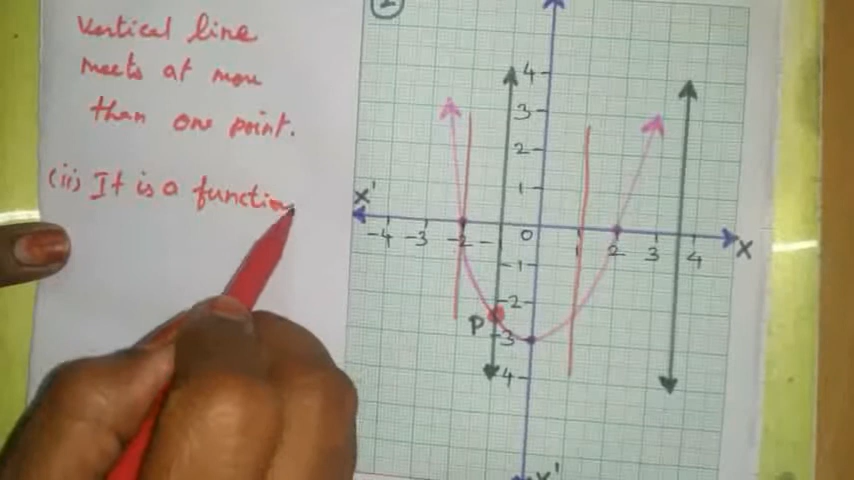 2
Vertical line
meets at more
than one point.
(ii) It is a function
4
3
2
1
X'
-4 -3 -2 - 0 1 2 3 4 X
-1
-2
P
-3
-4